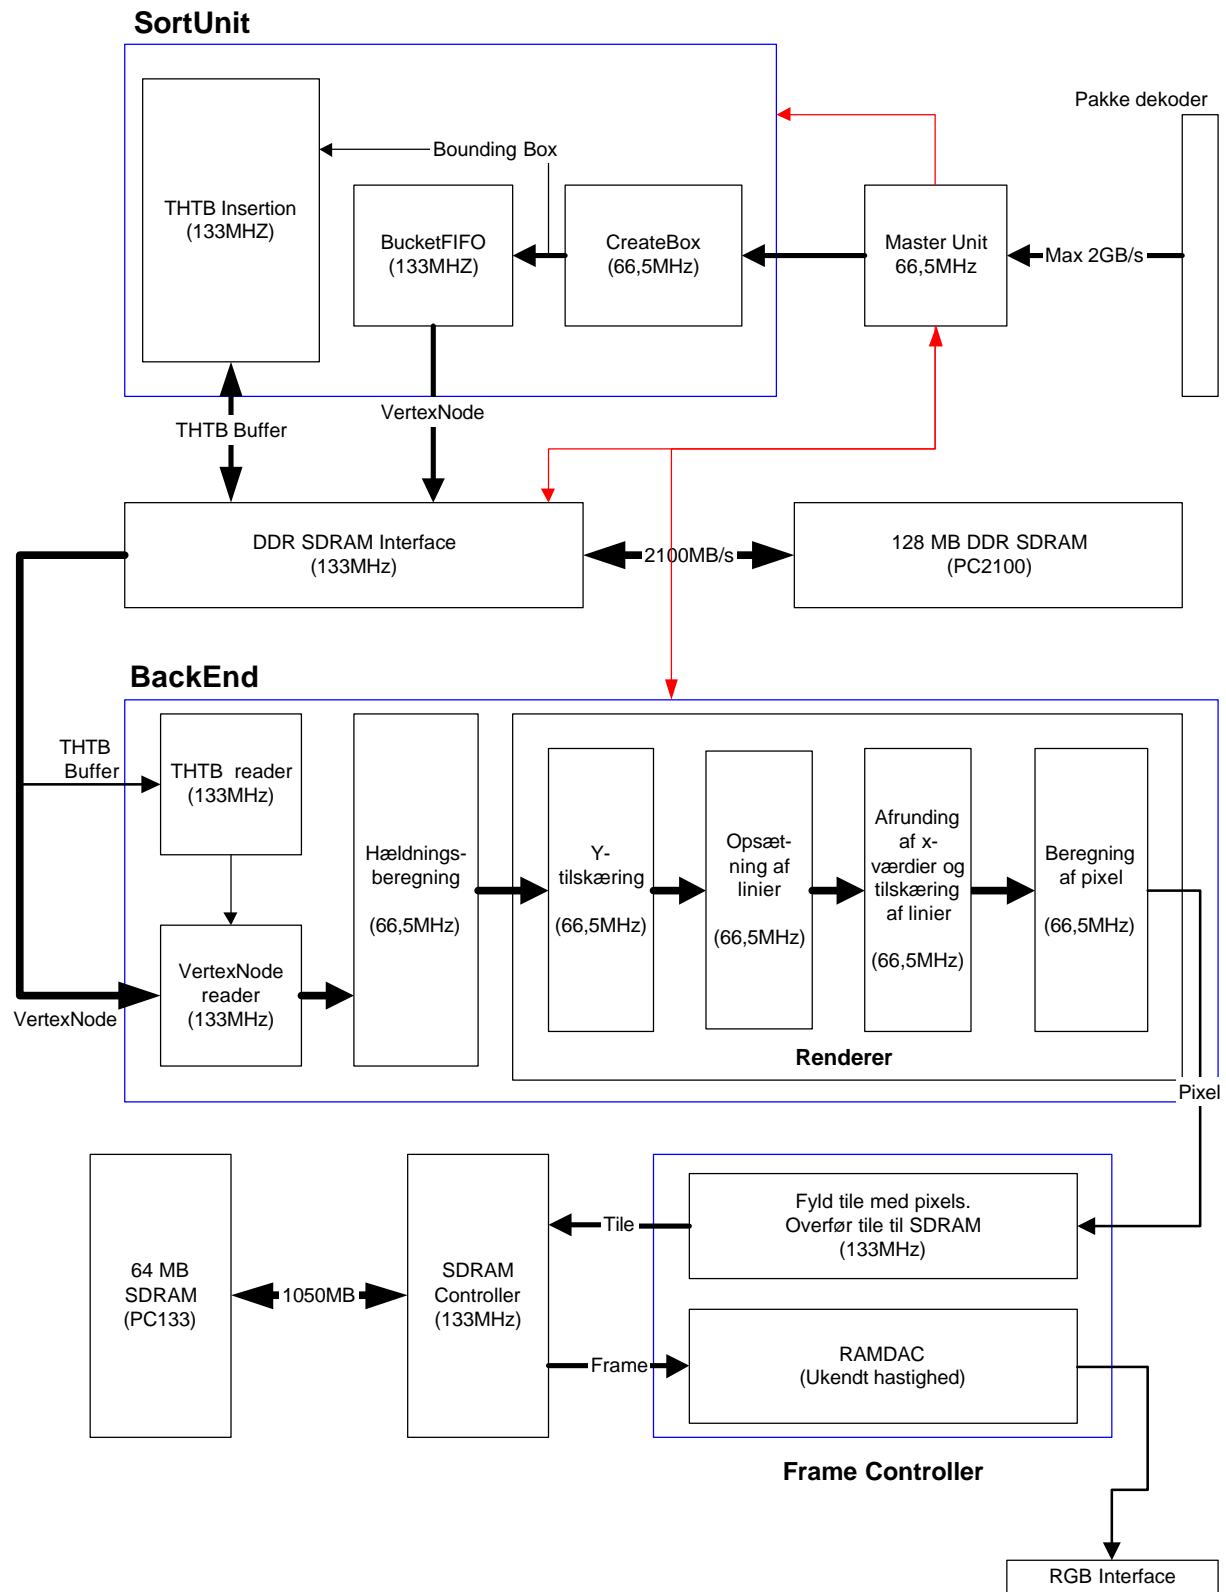 SortUnit
Pakke dekoder
Bounding Box
THTB Insertion
(133MHZ)
BucketFIFO
(133MHZ)
CreateBox
(66,5MHz)
Master Unit
66,5MHz
Max 2GB/s
VertexNode
THTB Buffer
DDR SDRAM Interface
(133MHz)
2100MB/s
128 MB DDR SDRAM
(PC2100)
BackEnd
THTB
Buffer
THTB reader
(133MHz)
Hældnings-
beregning
(66,5MHz)
Y-
tilskæring
(66,5MHz)
Opsæt-
ning af
linier
(66,5MHz)
Afrunding
af x-
værdier og
tilskæring
af linier
(66,5MHz)
Beregning
af pixel
(66,5MHz)
VertexNode
reader
(133MHz)
VertexNode
Renderer
Pixel
Fyld tile med pixels.
Overfør tile til SDRAM
(133MHz)
Tile
64 MB
SDRAM
(PC133)
1050MB
SDRAM
Controller
(133MHz)
Frame
RAMDAC
(Ukendt hastighed)
Frame Controller
RGB Interface